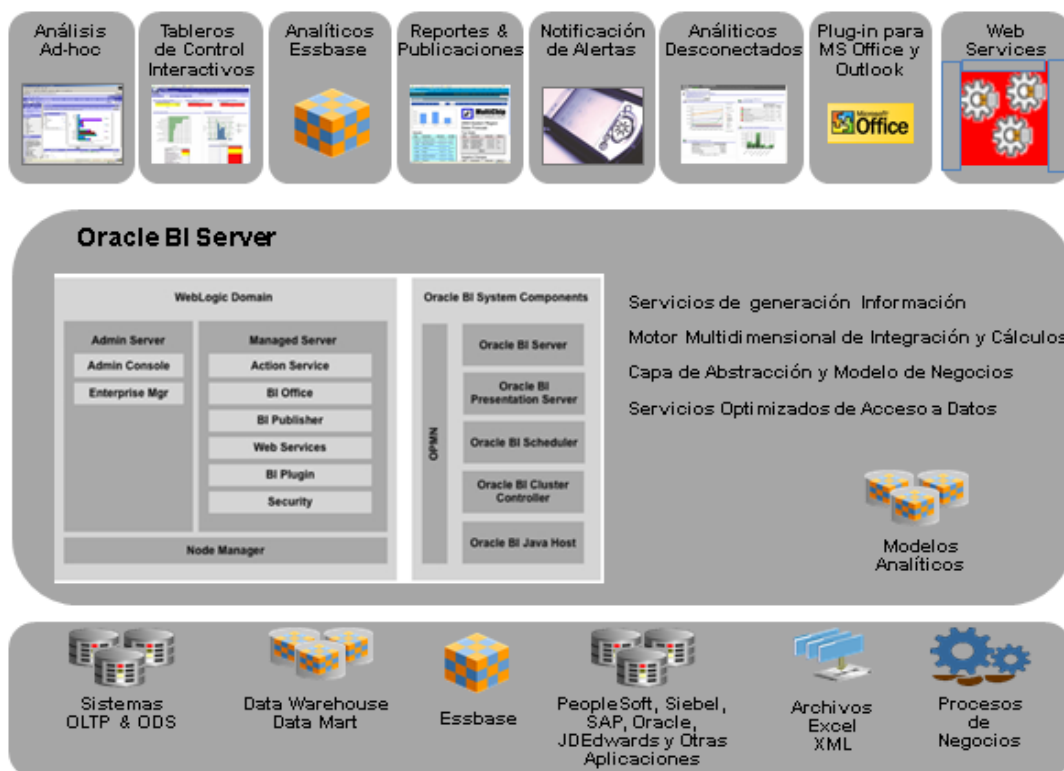 Análisis
Ad-hoc
Tableros
de Control
Interactivos
Analíticos
Essbase
Reportes &
Publicaciones
Notificación
de Alertas
Análiticos
Desconectados
Plug-in para
MS Office y
Outlook
Web
Services
Microsoft
Office
Oracle BI Server
WebLogic Domain
Admin Server
Admin Console
Enterprise Mgr
Managed Server
Action Service
BI Office
BI Publisher
Web Services
BI Plugin
Security
Node Manager
Oracle BI System Components
OPMN
Oracle BI Server
Oracle BI
Presentation Server
Oracle BI Scheduler
Oracle BI Cluster
Controller
Oracle BI Java Host
Servicios de generación Información
Motor Multidimensional de Integración y Cálculos
Capa de Abstracción y Modelo de Negocios
Servicios Optimizados de Acceso a Datos
Modelos
Analíticos
Sistemas
OLTP & ODS
Data Warehouse
Data Mart
Essbase
PeopleSoft, Siebel,
SAP, Oracle,
JDEdwards y Otras
Aplicaciones
Archivos
Excel
XML
Procesos
de
Negocios